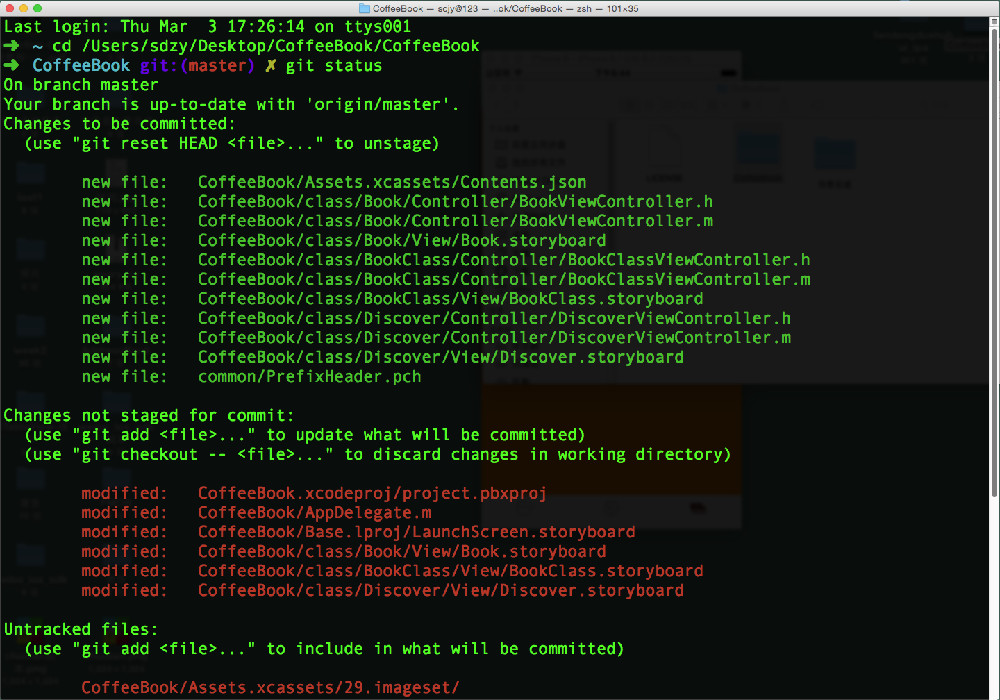 CoffeeBook — scjy@123 — ..ok/CoffeeBook — zsh — 101×35
Last login: Thu Mar  3 17:26:14 on ttys001
➜  ~ cd /Users/sdzy/Desktop/CoffeeBook/CoffeeBook
➜  CoffeeBook git:(master) ✗ git status
On branch master
Your branch is up-to-date with 'origin/master'.
Changes to be committed:
  (use "git reset HEAD <file>..." to unstage)
new file:   CoffeeBook/Assets.xcassets/Contents.json
new file:   CoffeeBook/class/Book/Controller/BookViewController.h
new file:   CoffeeBook/class/Book/Controller/BookViewController.m
new file:   CoffeeBook/class/Book/View/Book.storyboard
new file:   CoffeeBook/class/BookClass/Controller/BookClassViewController.h
new file:   CoffeeBook/class/BookClass/Controller/BookClassViewController.m
new file:   CoffeeBook/class/BookClass/View/BookClass.storyboard
new file:   CoffeeBook/class/Discover/Controller/DiscoverViewController.h
new file:   CoffeeBook/class/Discover/Controller/DiscoverViewController.m
new file:   CoffeeBook/class/Discover/View/Discover.storyboard
new file:   common/PrefixHeader.pch
Changes not staged for commit:
  (use "git add <file>..." to update what will be committed)
  (use "git checkout -- <file>..." to discard changes in working directory)
modified:   CoffeeBook.xcodeproj/project.pbxproj
modified:   CoffeeBook/AppDelegate.m
modified:   CoffeeBook/Base.lproj/LaunchScreen.storyboard
modified:   CoffeeBook/class/Book/View/Book.storyboard
modified:   CoffeeBook/class/BookClass/View/BookClass.storyboard
modified:   CoffeeBook/class/Discover/View/Discover.storyboard
Untracked files:
  (use "git add <file>..." to include in what will be committed)
CoffeeBook/Assets.xcassets/29.imageset/